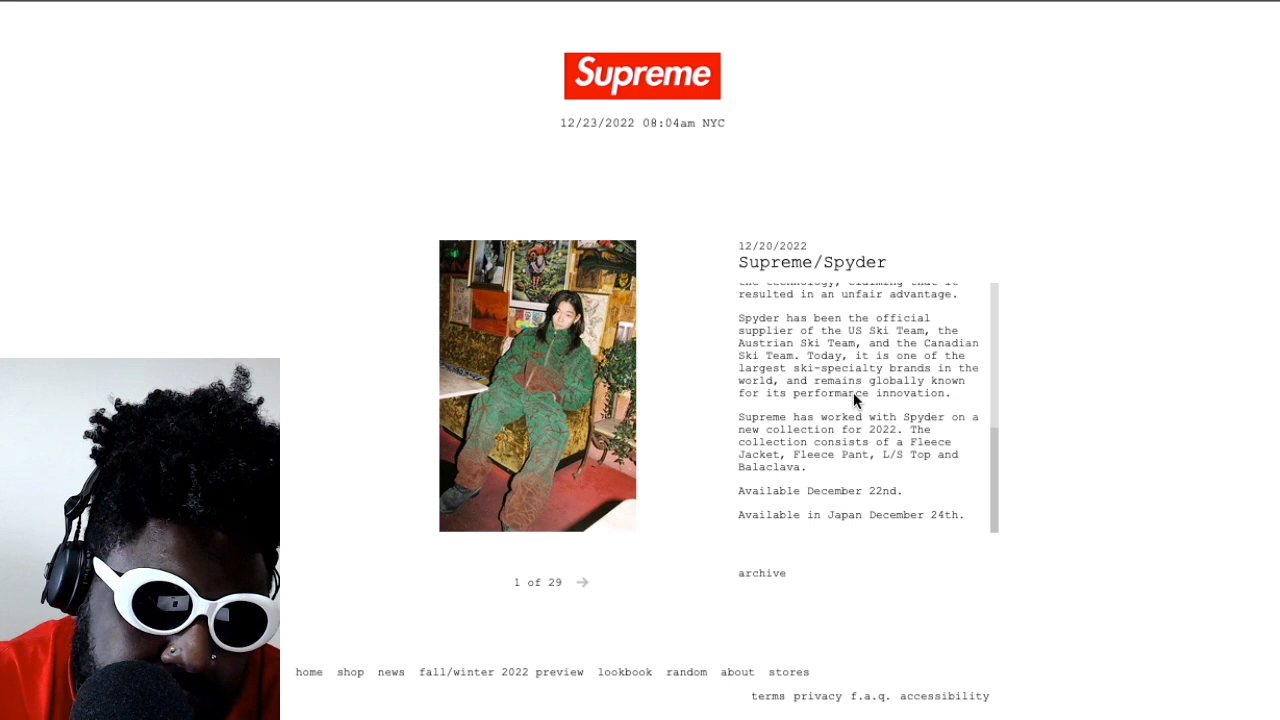 Supreme
12/23/2022 08:04am NYC
12/20/2022
Supreme/Spyder
the technology, claiming that it
resulted in an unfair advantage.
Spyder has been the official
supplier of the US Ski Team, the
Austrian Ski Team, and the Canadian
Ski Team. Today, it is one of the
largest ski-specialty brands in the
world, and remains globally known
for its performance innovation.
Supreme has worked with Spyder on a
new collection for 2022. The
collection consists of a Fleece
Jacket, Fleece Pant, L/S Top and
Balaclava.
Available December 22nd.
Available in Japan December 24th.
1 of 29
archive
home shop news fall/winter 2022 preview lookbook random about stores
terms privacy f.a.q. accessibility